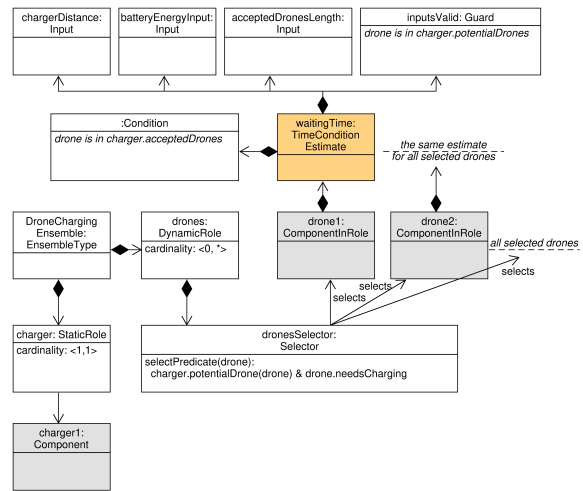 chargerDistance:
Input
batteryEnergyInput:
Input
acceptedDronesLength:
Input
inputsValid: Guard
drone is in charger.potentialDrones
:Condition
drone is in charger.acceptedDrones
waitingTime:
TimeCondition
Estimate
the same estimate
for all selected drones
DroneCharging
Ensemble:
EnsembleType
drones:
DynamicRole
cardinality: <0, *>
drone1:
ComponentInRole
drone2:
ComponentInRole
all selected drones
selects
selects
selects
charger: StaticRole
cardinality: <1,1>
dronesSelector:
Selector
selectPredicate(drone):
charger.potentialDrone(drone) & drone.needsCharging
charger1:
Component